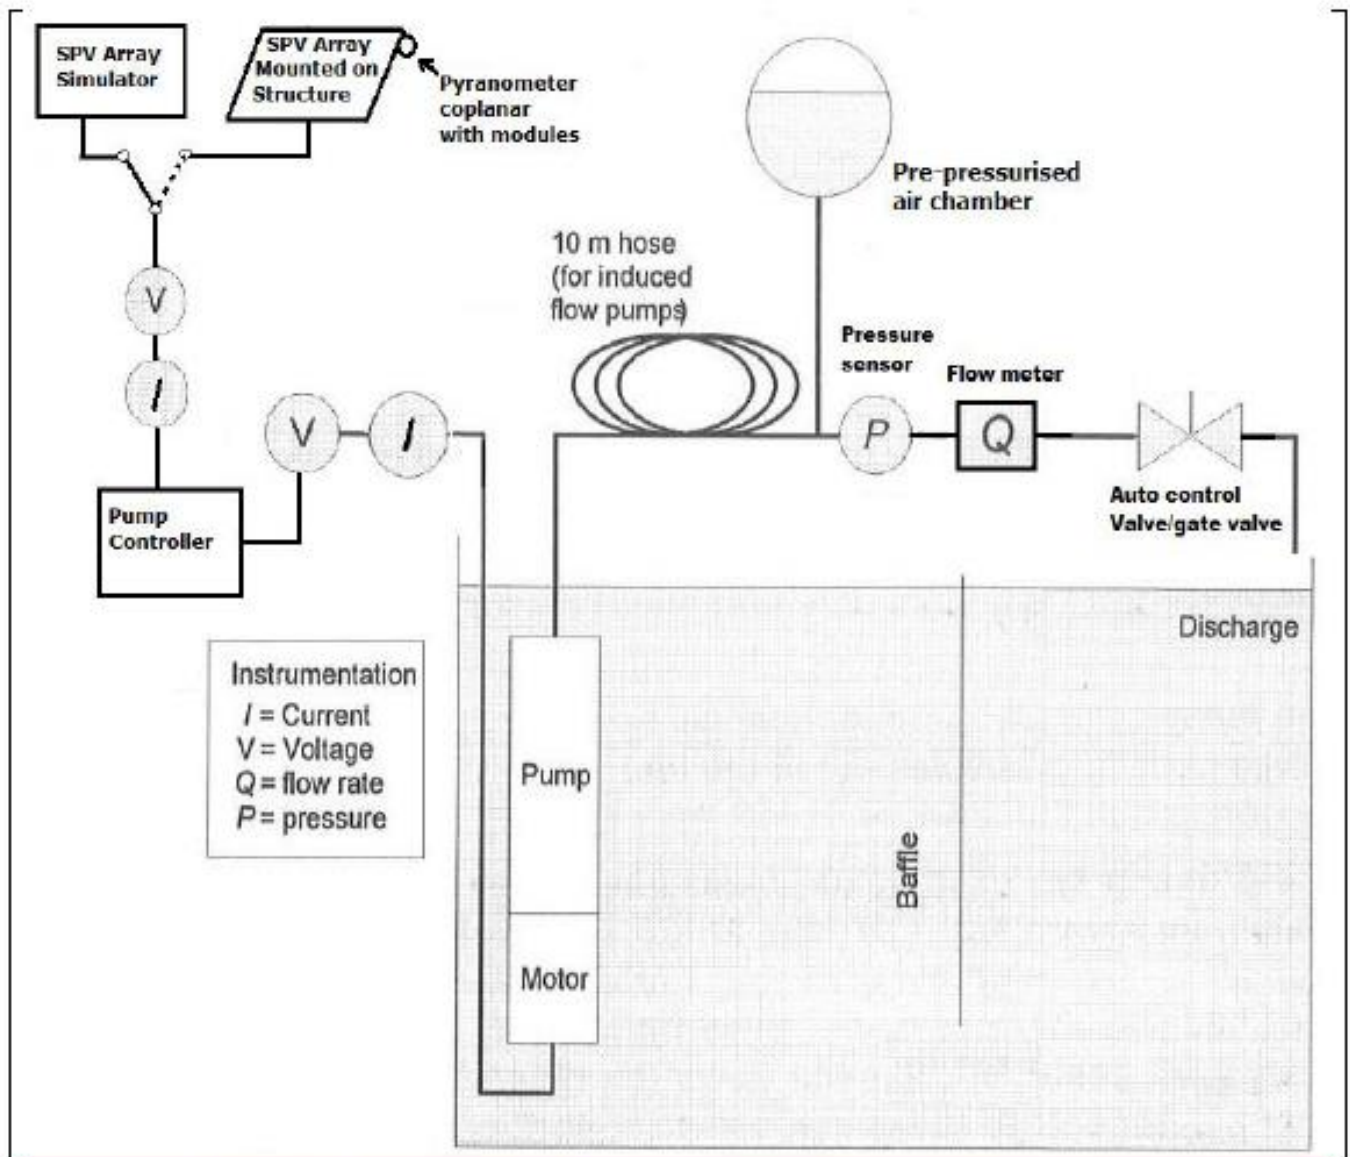 SPV Array
Simulator
SPV Array
Mounted on
Structure
Pyranometer
coplanar
with modules
Pre-pressurised
air chamber
10 m hose
(for induced
flow pumps)
Pressure
sensor
Flow meter
V
I
V
I
P
Q
Auto control
Valve/gate valve
Pump
Controller
Discharge
Instrumentation
I = Current
V = Voltage
Q = flow rate
P = pressure
Pump
Baffle
Motor